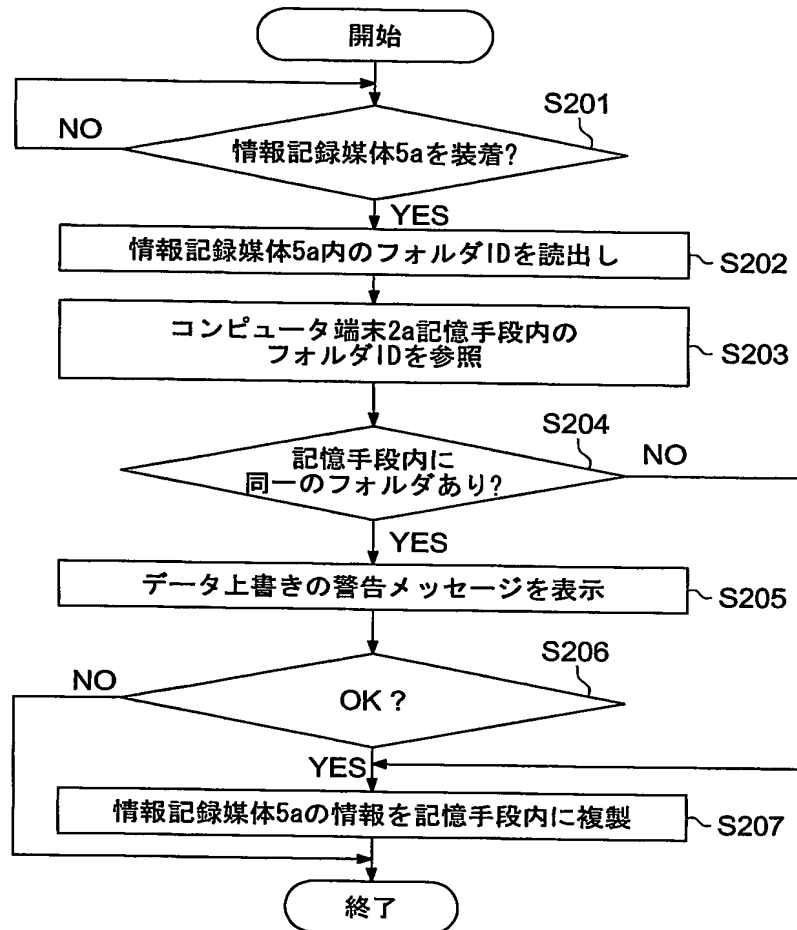 開始
S201
NO
情報記録媒体5aを装着?
YES
情報記録媒体5a内のフォルダIDを読出し
S202
コンピュータ端末2a記憶手段内の
フォルダIDを参照
S203
S204
記憶手段内に
同一のフォルダあり?
NO
YES
データ上書きの警告メッセージを表示
S205
S206
NO
OK?
YES
情報記録媒体5aの情報を記憶手段内に複製
S207
終了